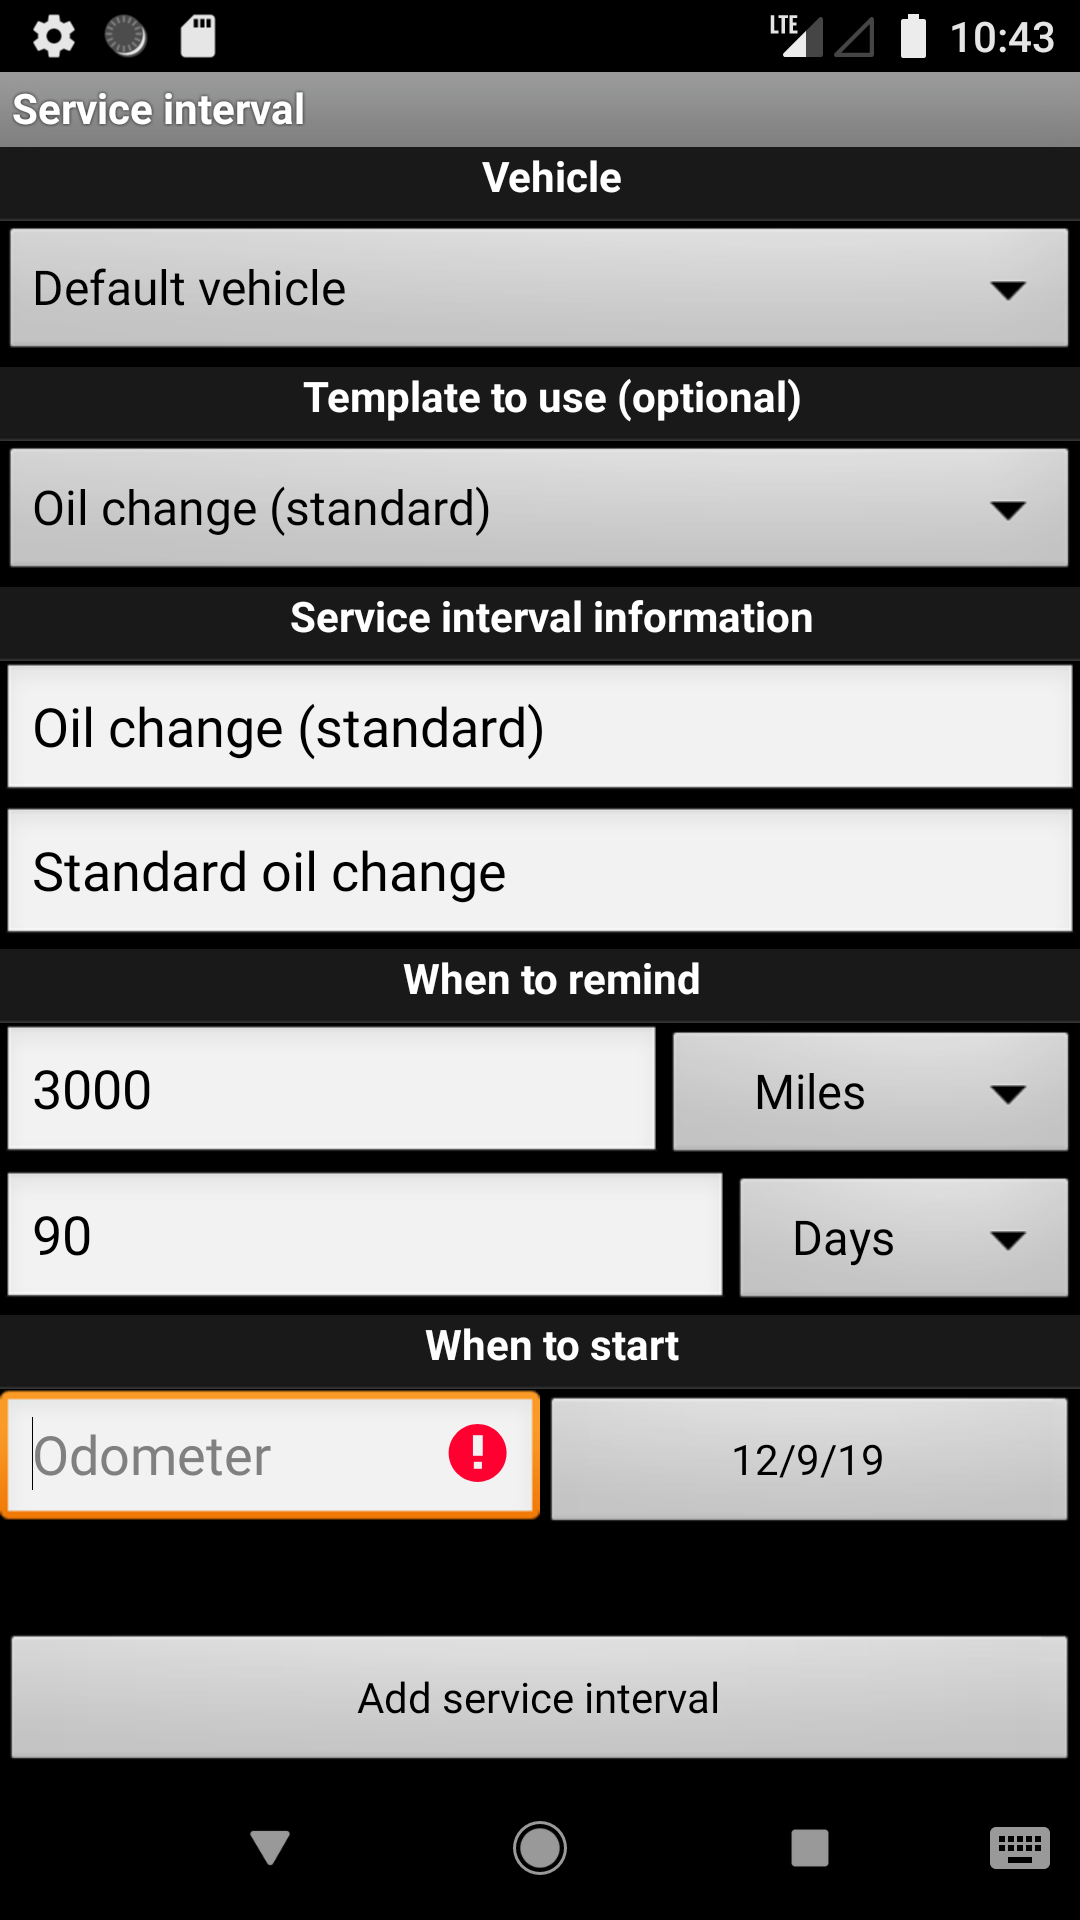 LTE 10:43
Service interval
Vehicle
Default vehicle
Template to use (optional)
Oil change (standard)
Service interval information
Oil change (standard)
Standard oil change
When to remind
3000 Miles
90 Days
When to start
Odometer 12/9/19
Add service interval